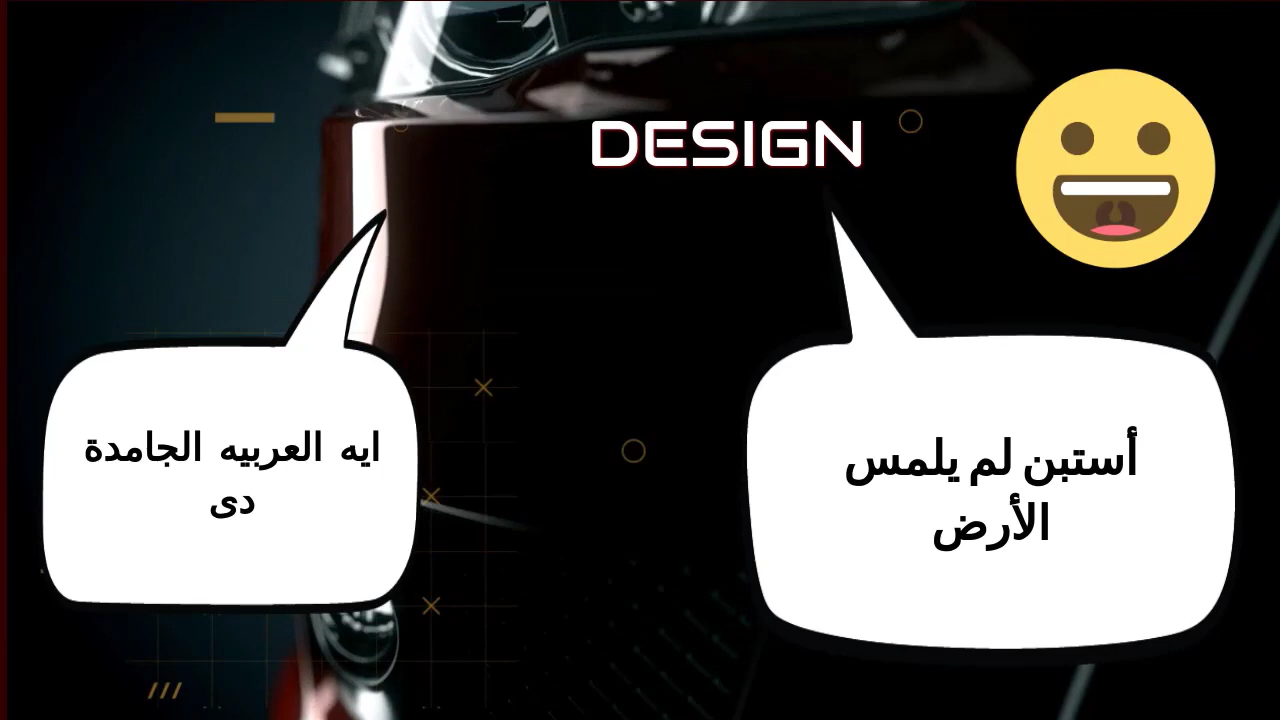 DESIGN
أستبن لم يلمس
الأرض
ايه العربيه الجامدة
دى